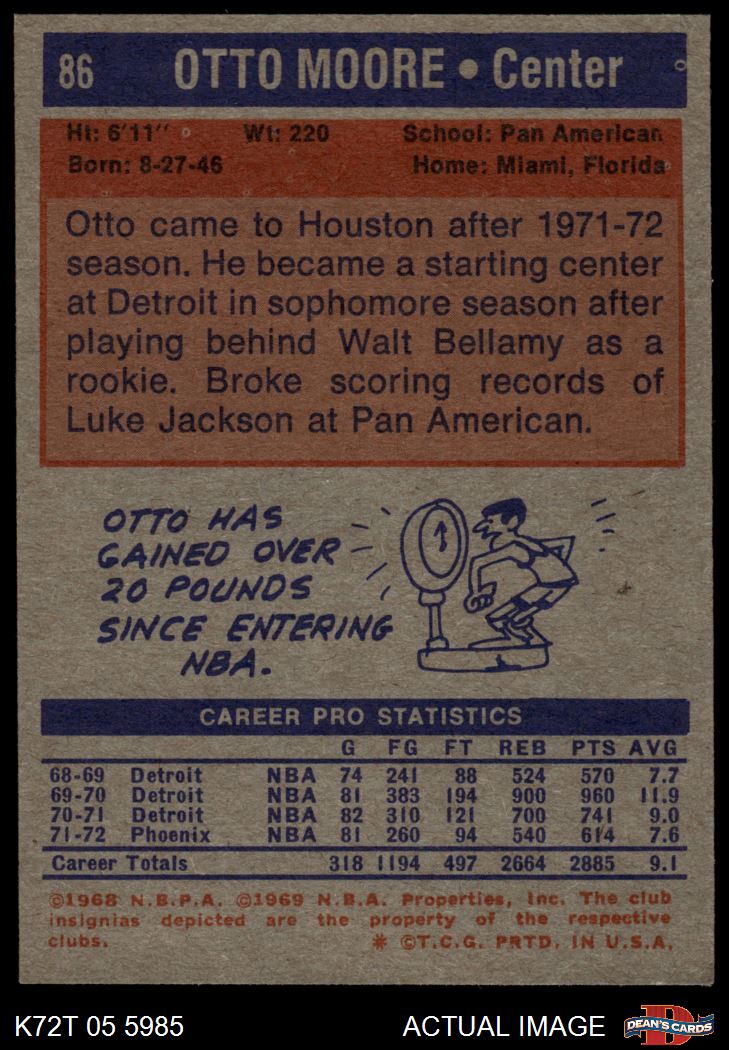 86 OTTO MOORE • Center
Ht: 6'11" Wt: 220 School: Pan American
Born: 8-27-46 Home: Miami, Florida
Otto came to Houston after 1971-72
season. He became a starting center
at Detroit in sophomore season after
playing behind Walt Bellamy as a
rookie. Broke scoring records of
Luke Jackson at Pan American.
OTTO HAS
GAINED OVER
20 POUNDS
SINCE ENTERING
NBA.
CAREER PRO STATISTICS
G FG FT REB PTS AVG
68-69 Detroit NBA 74 241 88 524 570 7.7
69-70 Detroit NBA 81 383 194 900 960 11.9
70-71 Detroit NBA 82 310 121 700 741 9.0
71-72 Phoenix NBA 81 260 94 540 614 7.6
Career Totals 318 1194 497 2664 2885 9.1
©1968 N.B.P.A. ©1969 N.B.A. Properties, Inc. The club
insignias depicted are the property of the respective
clubs. * ©T.C.G. PRTD. IN U.S.A.
K72T 05 5985 ACTUAL IMAGE D DEAN'S CARDS